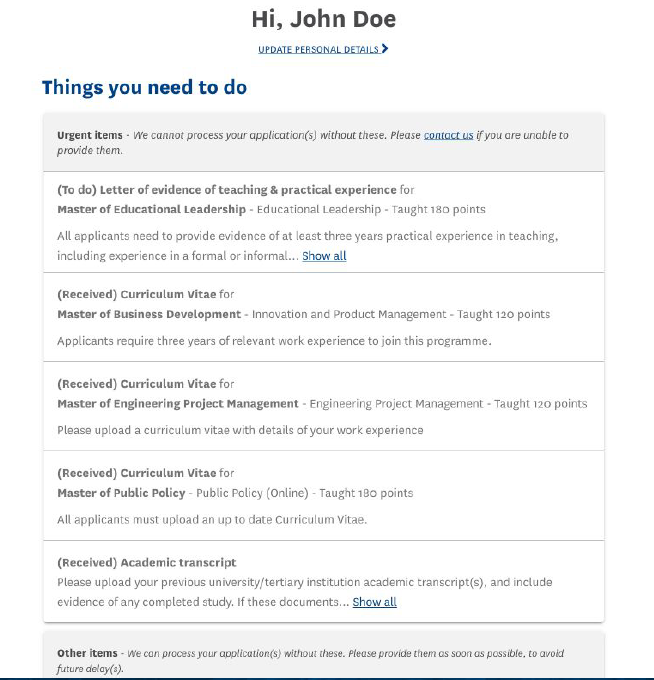 Hi, John Doe
UPDATE PERSONAL DETAILS
Things you need to do
Urgent items - We cannot process your application(s) without these. Please contact us if you are unable to
provide them.
(To do) Letter of evidence of teaching & practical experience for
Master of Educational Leadership - Educational Leadership - Taught 180 points
All applicants need to provide evidence of at least three years practical experience in teaching,
including experience in a formal or informal... Show all
(Received) Curriculum Vitae for
Master of Business Development - Innovation and Product Management - Taught 120 points
Applicants require three years of relevant work experience to join this programme.
(Received) Curriculum Vitae for
Master of Engineering Project Management - Engineering Project Management - Taught 120 points
Please upload a curriculum vitae with details of your work experience
(Received) Curriculum Vitae for
Master of Public Policy - Public Policy (Online) - Taught 180 points
All applicants must upload an up to date Curriculum Vitae.
(Received) Academic transcript
Please upload your previous university/tertiary institution academic transcript(s), and include
evidence of any completed study. If these documents... Show all
Other items - We can process your application(s) without these. Please provide them as soon as possible, to avoid
future delay(s).